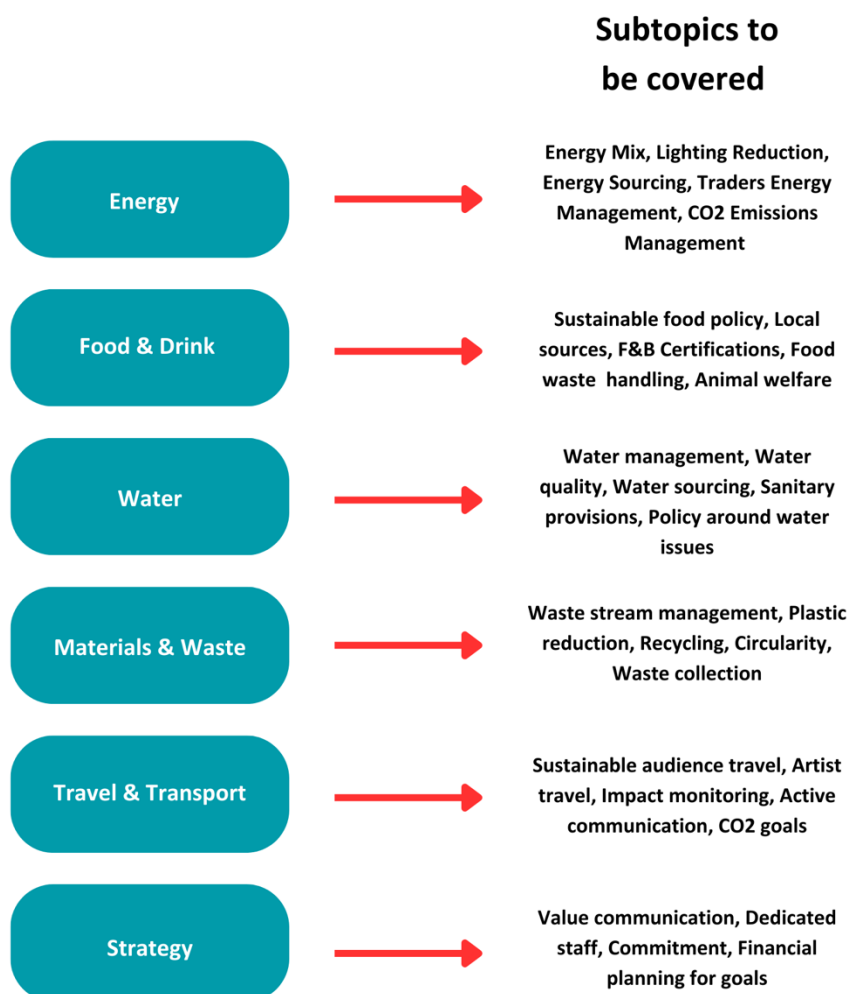 Subtopics to
be covered
Energy
Energy Mix, Lighting Reduction,
Energy Sourcing, Traders Energy
Management, CO2 Emissions
Management
Food & Drink
Sustainable food policy, Local
sources, F&B Certifications, Food
waste  handling, Animal welfare
Water
Water management, Water
quality, Water sourcing, Sanitary
provisions, Policy around water
issues
Materials & Waste
Waste stream management, Plastic
reduction, Recycling, Circularity,
Waste collection
Travel & Transport
Sustainable audience travel, Artist
travel, Impact monitoring, Active
communication, CO2 goals
Strategy
Value communication, Dedicated
staff, Commitment, Financial
planning for goals